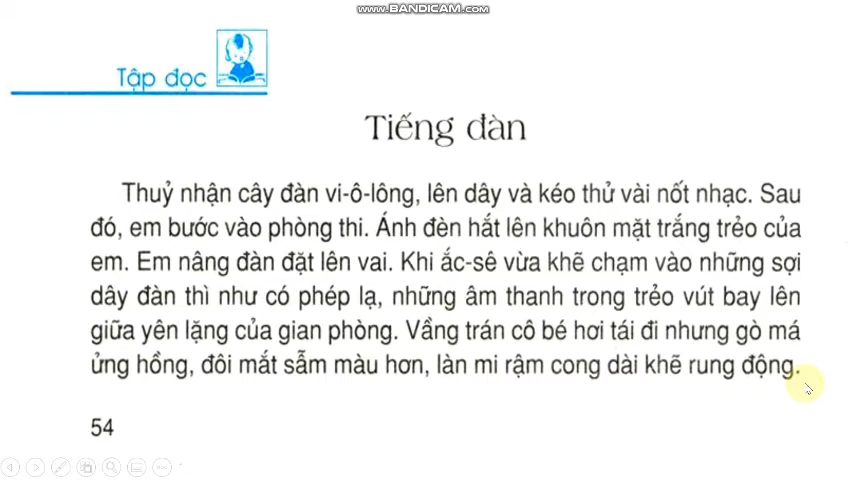 www.BANDICAM.com
Tập đọc
Tiếng đàn
Thuỷ nhận cây đàn vi-ô-lông, lên dây và kéo thử vài nốt nhạc. Sau
đó, em bước vào phòng thi. Ánh đèn hắt lên khuôn mặt trắng trẻo của
em. Em nâng đàn đặt lên vai. Khi ắc-sê vừa khẽ chạm vào những sợi
dây đàn thì như có phép lạ, những âm thanh trong trẻo vút bay lên
giữa yên lặng của gian phòng. Vầng trán cô bé hơi tái đi nhưng gò má
ửng hồng, đôi mắt sẫm màu hơn, làn mi rậm cong dài khẽ rung động.
54